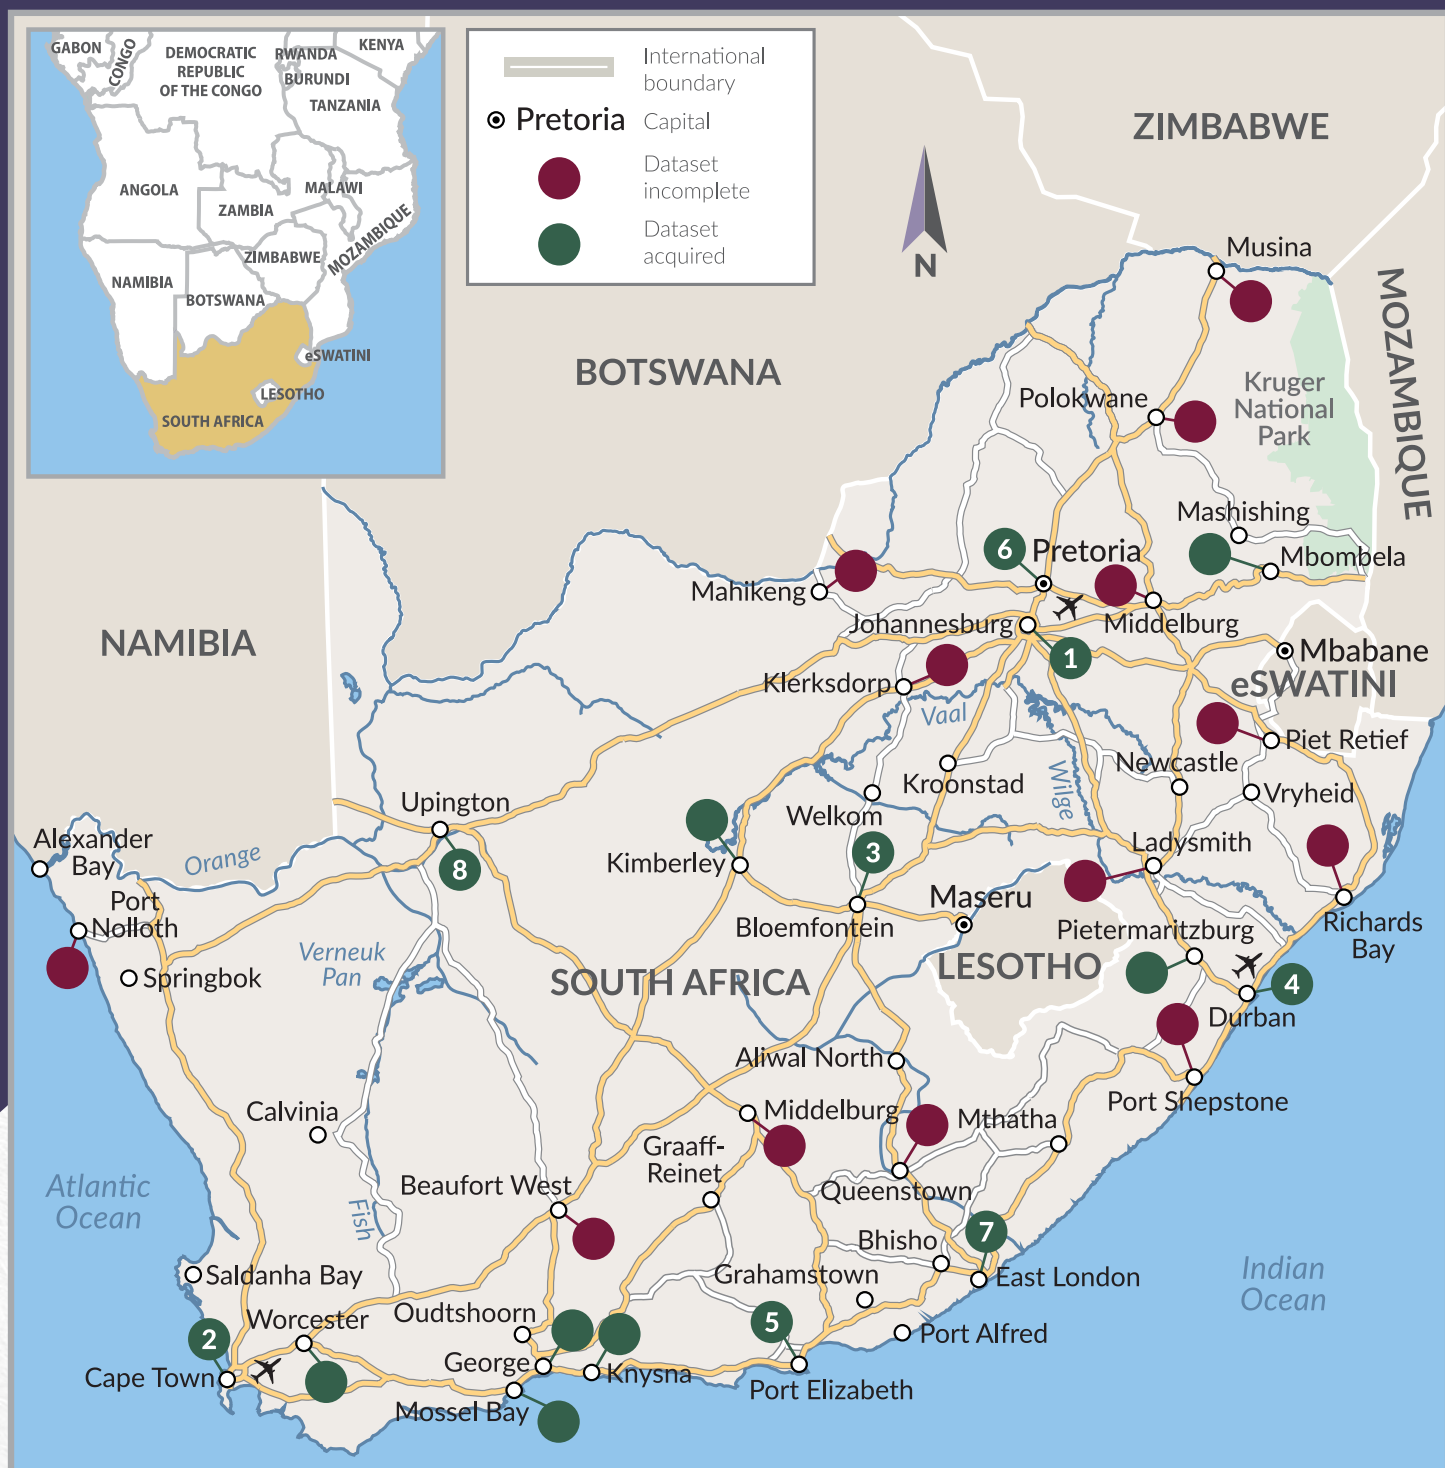 GABON
CONGO
DEMOCRATIC
REPUBLIC
OF THE CONGO
RWANDA
BURUNDI
KENYA
TANZANIA
ANGOLA
ZAMBIA
MALAWI
MOZAMBIQUE
ZIMBABWE
NAMIBIA
BOTSWANA
eSWATINI
LESOTHO
SOUTH AFRICA
International
boundary
Pretoria
Capital
Dataset
incomplete
Dataset
acquired
N
ZIMBABWE
BOTSWANA
MOZAMBIQUE
NAMIBIA
Musina
Polokwane
Kruger
National
Park
Mashishing
Mbombela
6
Pretoria
Mahikeng
Johannesburg
1
Middelburg
Mbabane
eSWATINI
Klerksdorp
Vaal
Piet Retief
Kroonstad
Newcastle
Wilge
Vryheid
Welkom
Upington
8
Alexander
Bay
Orange
Kimberley
3
Ladysmith
Port
Nolloth
Bloemfontein
Maseru
Richards
Bay
Pietermaritzburg
Springbok
Verneuk
Pan
SOUTH AFRICA
LESOTHO
4
Durban
Aliwal North
Port Shepstone
Calvinia
Middelburg
Mthatha
Graaff-
Reinet
Queenstown
Beaufort West
Atlantic
Ocean
Fish
7
Bhisho
East London
Saldanha Bay
Grahamstown
Indian
Ocean
Worcester
Oudtshoorn
5
Port Alfred
2
Cape Town
George
Knysna
Port Elizabeth
Mossel Bay